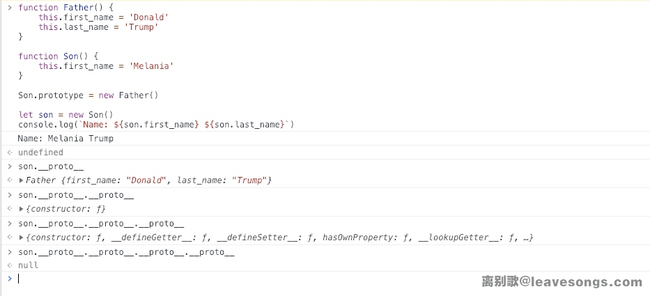 > function Father() {
this.first_name = 'Donald'
this.last_name = 'Trump'
}
function Son() {
this.first_name = 'Melania'
}
Son.prototype = new Father()
let son = new Son()
console.log(`Name: ${son.first_name} ${son.last_name}`)
Name: Melania Trump
< undefined
> son.__proto__
< ▸ Father {first_name: "Donald", last_name: "Trump"}
> son.__proto__.__proto__
< ▸ {constructor: ƒ}
> son.__proto__.__proto__.__proto__
< ▸ {constructor: ƒ, __defineGetter__: ƒ, __defineSetter__: ƒ, hasOwnProperty: ƒ, __lookupGetter__: ƒ, …}
> son.__proto__.__proto__.__proto__.__proto__
< null
>
离别歌@leavesongs.com